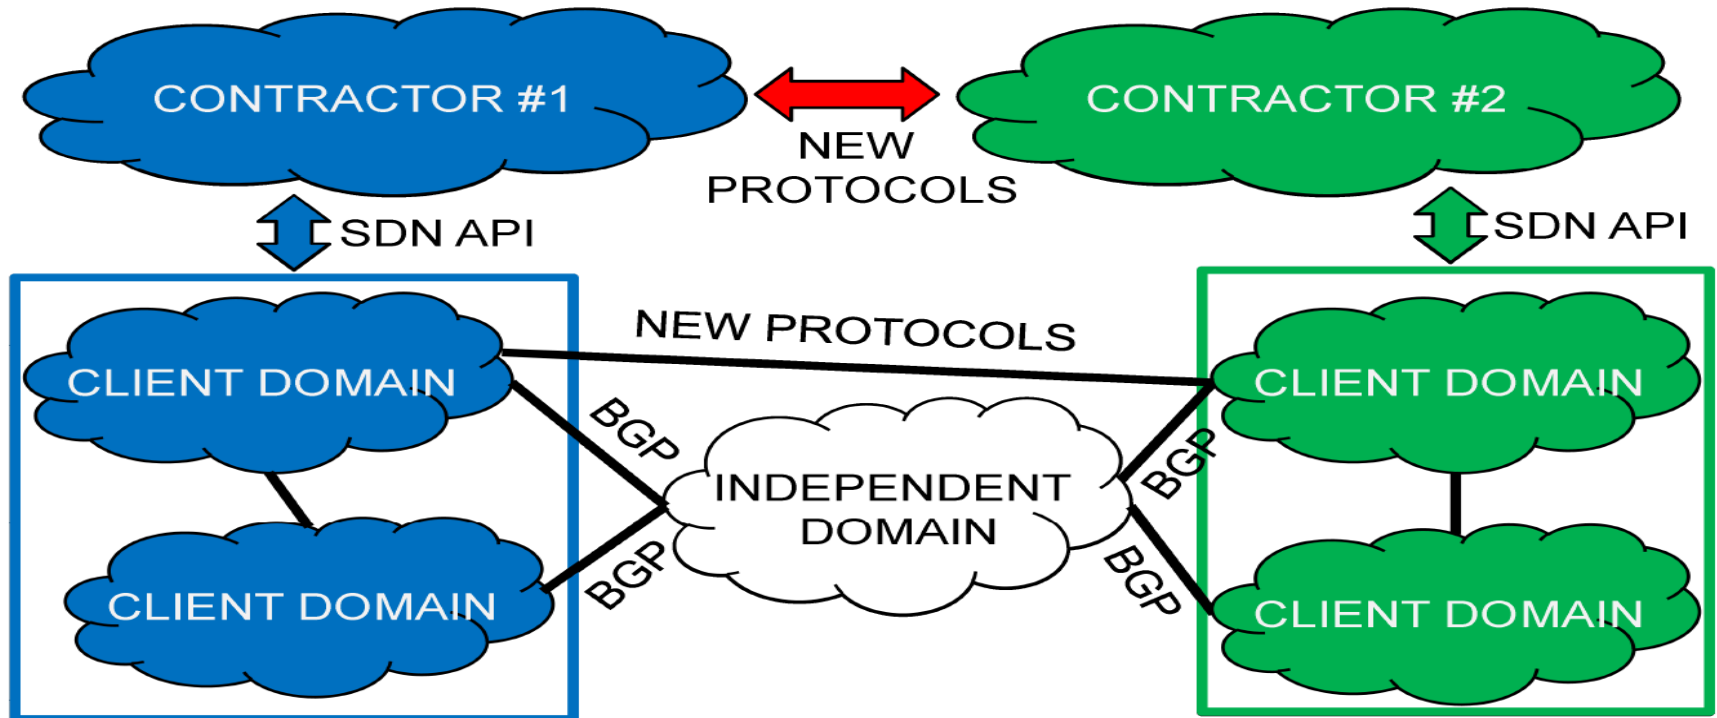 CONTRACTOR #1
CONTRACTOR #2
NEW
PROTOCOLS
SDN API
SDN API
NEW PROTOCOLS
CLIENT DOMAIN
CLIENT DOMAIN
BGP
BGP
INDEPENDENT
DOMAIN
BGP
BGP
CLIENT DOMAIN
CLIENT DOMAIN